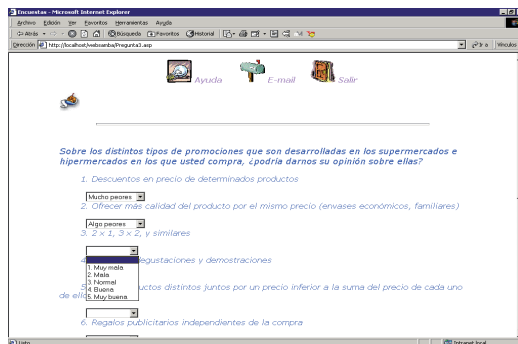 Encuestas - Microsoft Internet Explorer
Archivo Edición Ver Favoritos Herramientas Ayuda
Atrás Búsqueda Favoritos Historial
Dirección http://localhost/websamba/Pregunta3.asp Ir a Vínculos
Ayuda E-mail Salir
Sobre los distintos tipos de promociones que son desarrolladas en los supermercados e
hipermercados en los que usted compra, ¿podría darnos su opinión sobre ellas?
1. Descuentos en precio de determinados productos
Mucho peores
2. Ofrecer más calidad del producto por el mismo precio (envases económicos, familiares)
Algo peores
3. 2 x 1, 3 x 2, y similares
4 degustaciones y demostraciones
1. Muy mala
2. Mala
3. Normal
4. Buena
5. Muy buena
5 distintos juntos por un precio inferior a la suma del precio de cada uno
de
6. Regalos publicitarios independientes de la compra
Listo Intranet local